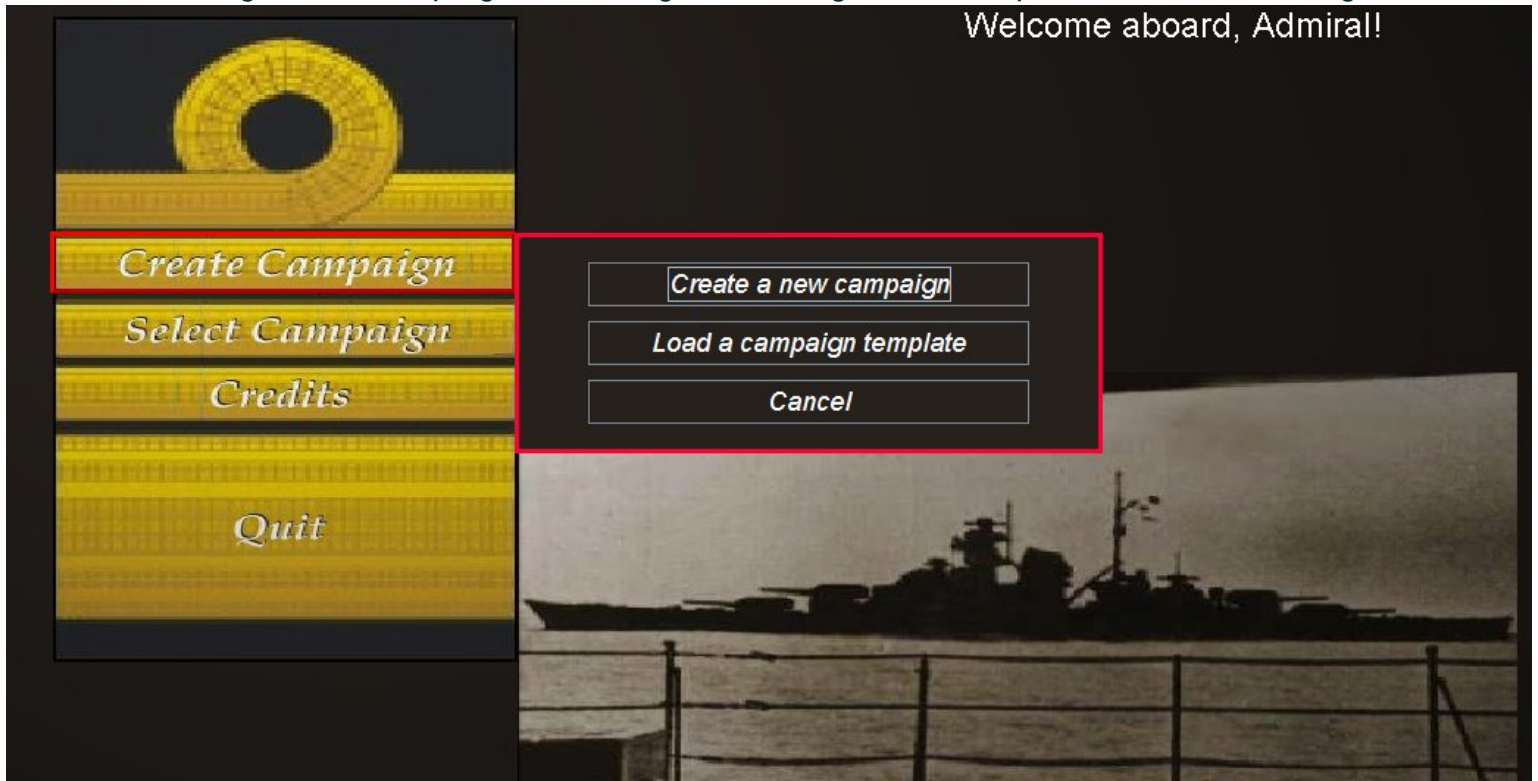 Welcome aboard, Admiral!
Create Campaign
Select Campaign
Credits
Quit
Create a new campaign
Load a campaign template
Cancel